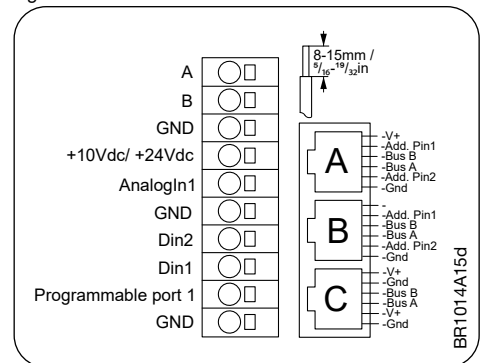 A
B
GND
+10Vdc/ +24Vdc
AnalogIn1
GND
Din2
Din1
Programmable port 1
GND
8-15mm /
5/16-19/32in
A
-V+
-Add. Pin1
-Bus B
-Bus A
-Add. Pin2
-Gnd
B
-
-Add. Pin1
-Bus B
-Bus A
-Add. Pin2
-Gnd
C
-V+
-Gnd
-Bus B
-Bus A
-V+
-Gnd
BR1014A15d